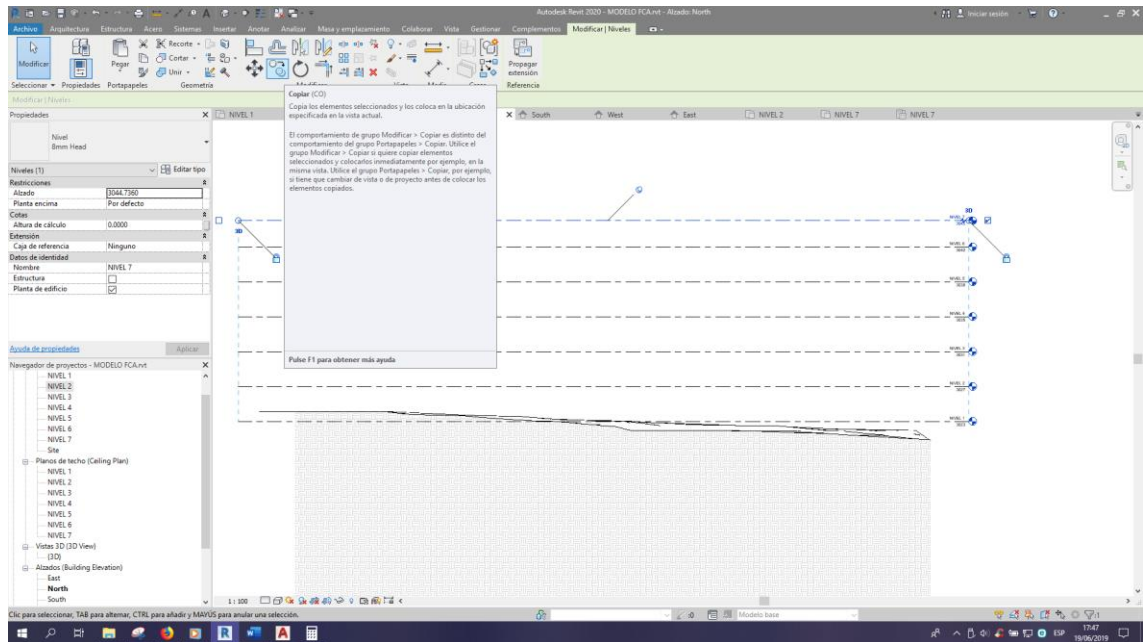 Autodesk Revit 2020 - MODELO FCA.rvt - Alzado: North
Iniciar sesión
Archivo Arquitectura Estructura Acero Sistemas Insertar Anotar Analizar Masa y emplazamiento Colaborar Vista Gestionar Complementos Modificar | Niveles
Modificar
Pegar
Recorte
Cortar
Unir
Propagar extensión
Seleccionar Propiedades Portapapeles Geometría
Referencia
Modificar | Niveles
Propiedades
NIVEL 1
South
West
East
NIVEL 2
NIVEL 7
NIVEL 7
Copiar (CO)
Copia los elementos seleccionados y los coloca en la ubicación
especificada en la vista actual.
El comportamiento de grupo Modificar > Copiar es distinto del
comportamiento del grupo Portapapeles > Copiar. Utilice el
grupo Modificar > Copiar si quiere copiar elementos
seleccionados y colocarlos inmediatamente por ejemplo, en la
misma vista. Utilice el grupo Portapapeles > Copiar, por ejemplo,
si tiene que cambiar de vista o de proyecto antes de colocar los
elementos copiados.
Pulse F1 para obtener más ayuda
Nivel
8mm Head
Niveles (1)
Editar tipo
Restricciones
Alzado 3044.7360
Planta encima Por defecto
Cotas
Altura de cálculo 0.0000
Extensión
Caja de referencia Ninguno
Datos de identidad
Nombre NIVEL 7
Estructura
Planta de edificio
Ayuda de propiedades
Aplicar
Navegador de proyectos - MODELO FCA.rvt
NIVEL 1
NIVEL 2
NIVEL 3
NIVEL 4
NIVEL 5
NIVEL 6
NIVEL 7
Site
Planos de techo (Ceiling Plan)
NIVEL 1
NIVEL 2
NIVEL 3
NIVEL 4
NIVEL 5
NIVEL 6
NIVEL 7
Vistas 3D (3D View)
{3D}
Alzados (Building Elevation)
East
North
South
3D
3D
1 : 100
Clic para seleccionar, TAB para alternar, CTRL para añadir y MAYÚS para anular una selección.
:0
Modelo base
:1
ESP
17:47
19/06/2019